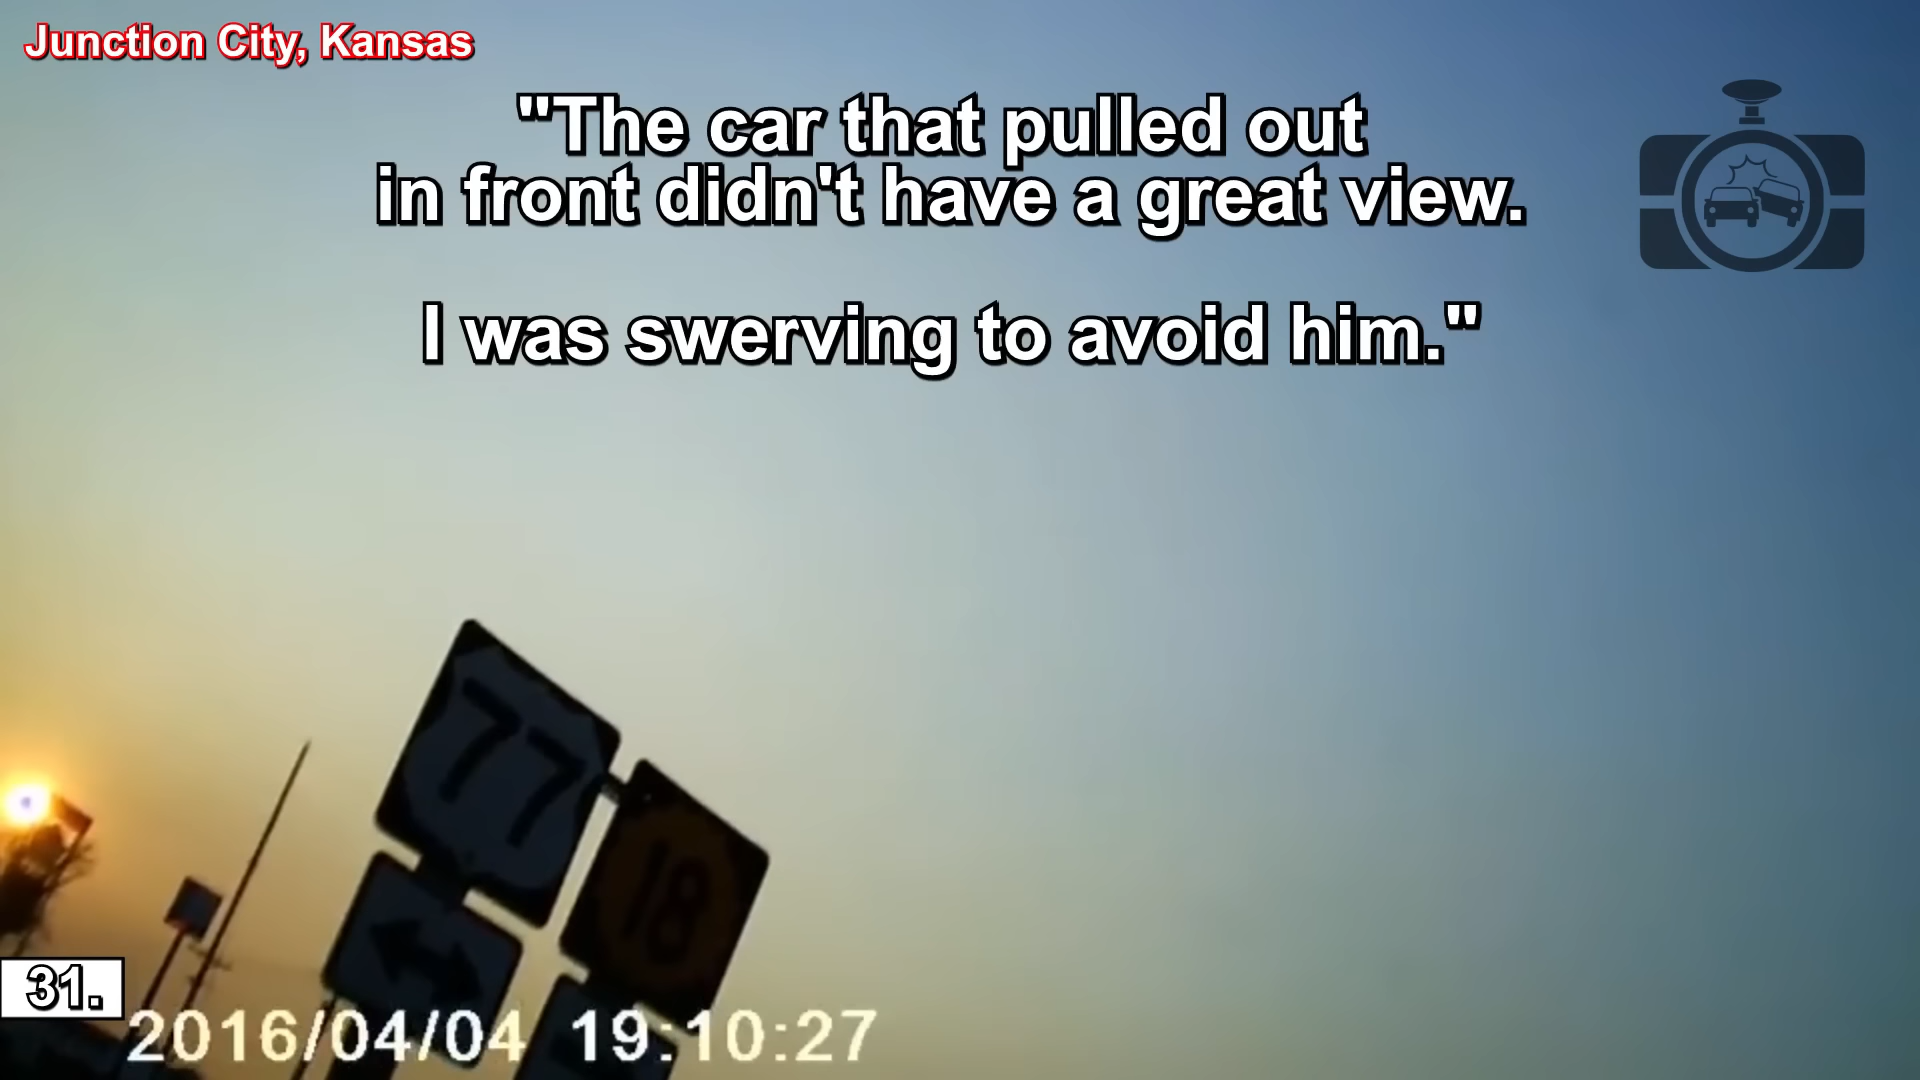 Junction City, Kansas
"The car that pulled out
in front didn't have a great view.
I was swerving to avoid him."
77
18
31.
2016/04/04 19:10:27